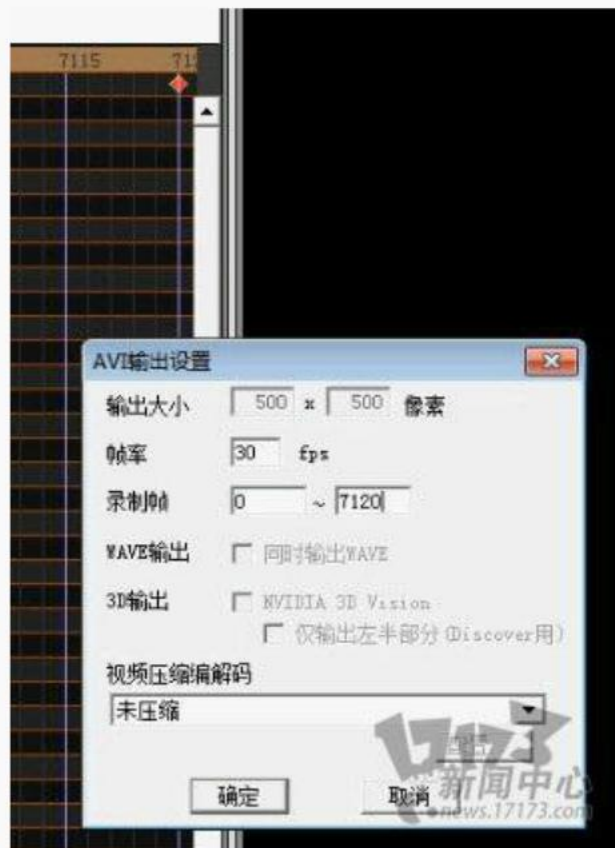 7115
AVI输出设置
输出大小 500 x 500 像素
帧率 30 fps
录制帧 0 ~ 7120
WAVE输出 同时输出WAVE
3D输出 NVIDIA 3D Vision
仅输出左半部分(Discover用)
视频压缩编解码
未压缩
17173
新闻中心
确定 取消
news.17173.com